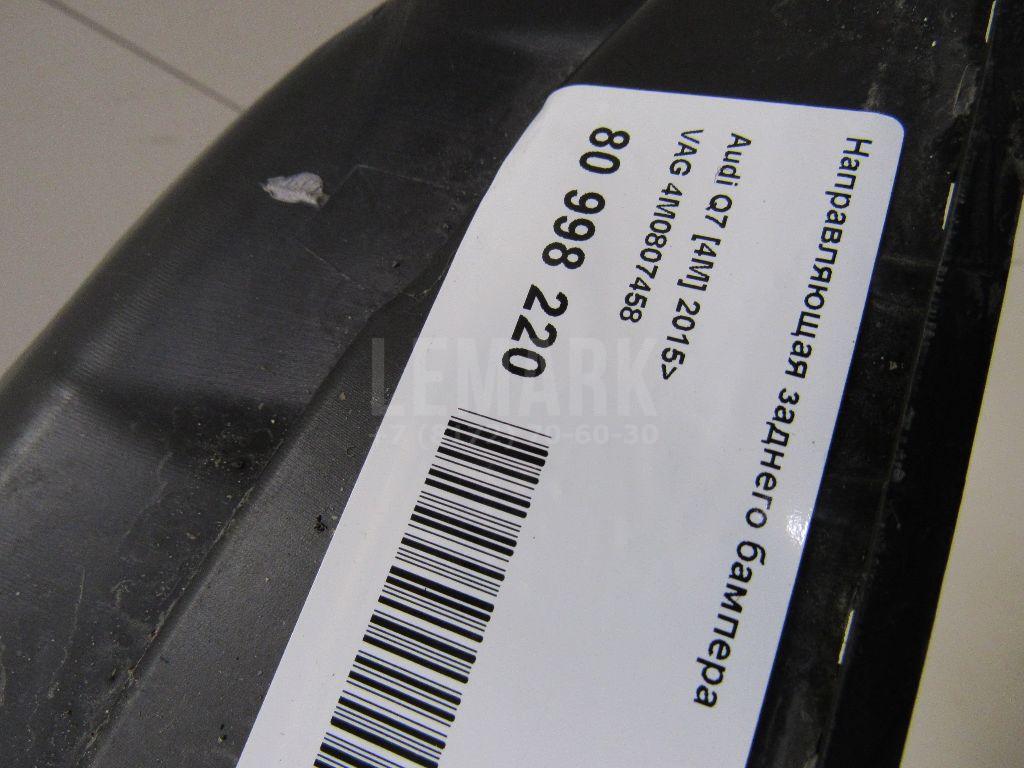 Направляющая заднего бампера
Audi Q7 [4M] 2015>
VAG 4M0807458
80 998 220
LEMARK